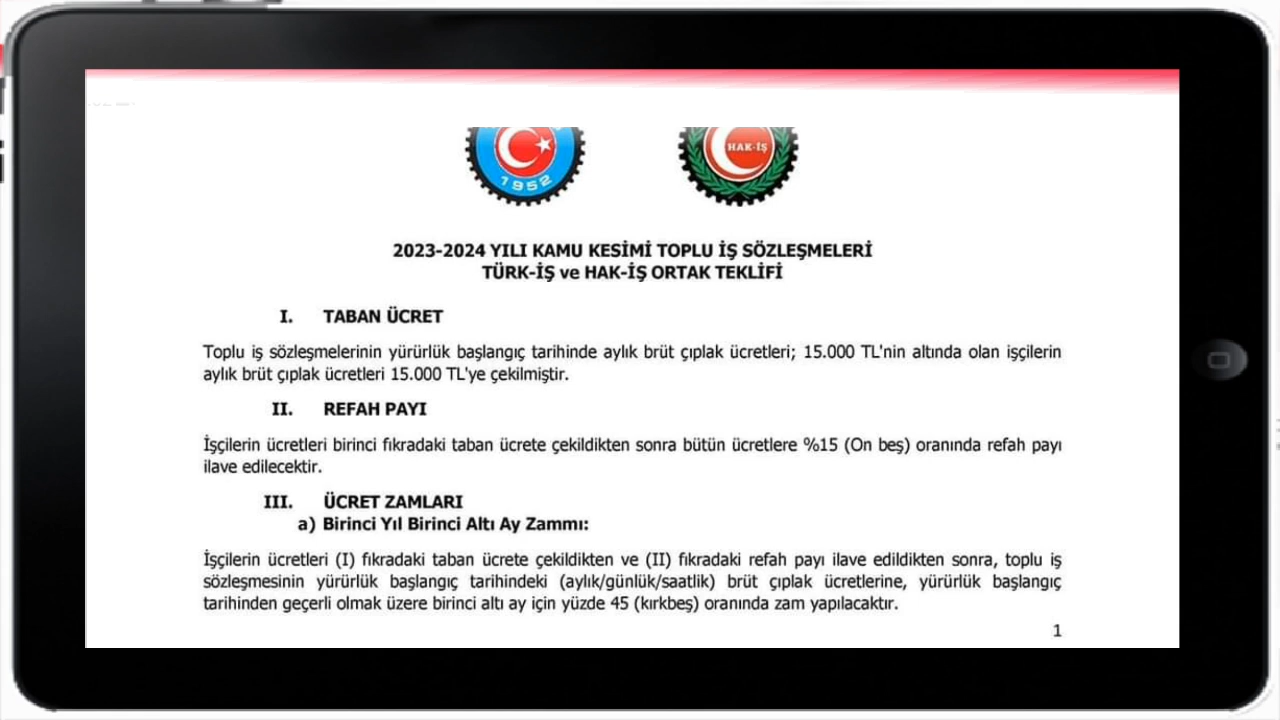 1952
HAK-İŞ
2023-2024 YILI KAMU KESİMİ TOPLU İŞ SÖZLEŞMELERİ
TÜRK-İŞ ve HAK-İŞ ORTAK TEKLİFİ
I. TABAN ÜCRET
Toplu iş sözleşmelerinin yürürlük başlangıç tarihinde aylık brüt çıplak ücretleri; 15.000 TL'nin altında olan işçilerin
aylık brüt çıplak ücretleri 15.000 TL'ye çekilmiştir.
II. REFAH PAYI
İşçilerin ücretleri birinci fıkradaki taban ücrete çekildikten sonra bütün ücretlere %15 (On beş) oranında refah payı
ilave edilecektir.
III. ÜCRET ZAMLARI
a) Birinci Yıl Birinci Altı Ay Zammı:
İşçilerin ücretleri (I) fıkradaki taban ücrete çekildikten ve (II) fıkradaki refah payı ilave edildikten sonra, toplu iş
sözleşmesinin yürürlük başlangıç tarihindeki (aylık/günlük/saatlik) brüt çıplak ücretlerine, yürürlük başlangıç
tarihinden geçerli olmak üzere birinci altı ay için yüzde 45 (kırkbeş) oranında zam yapılacaktır.
1